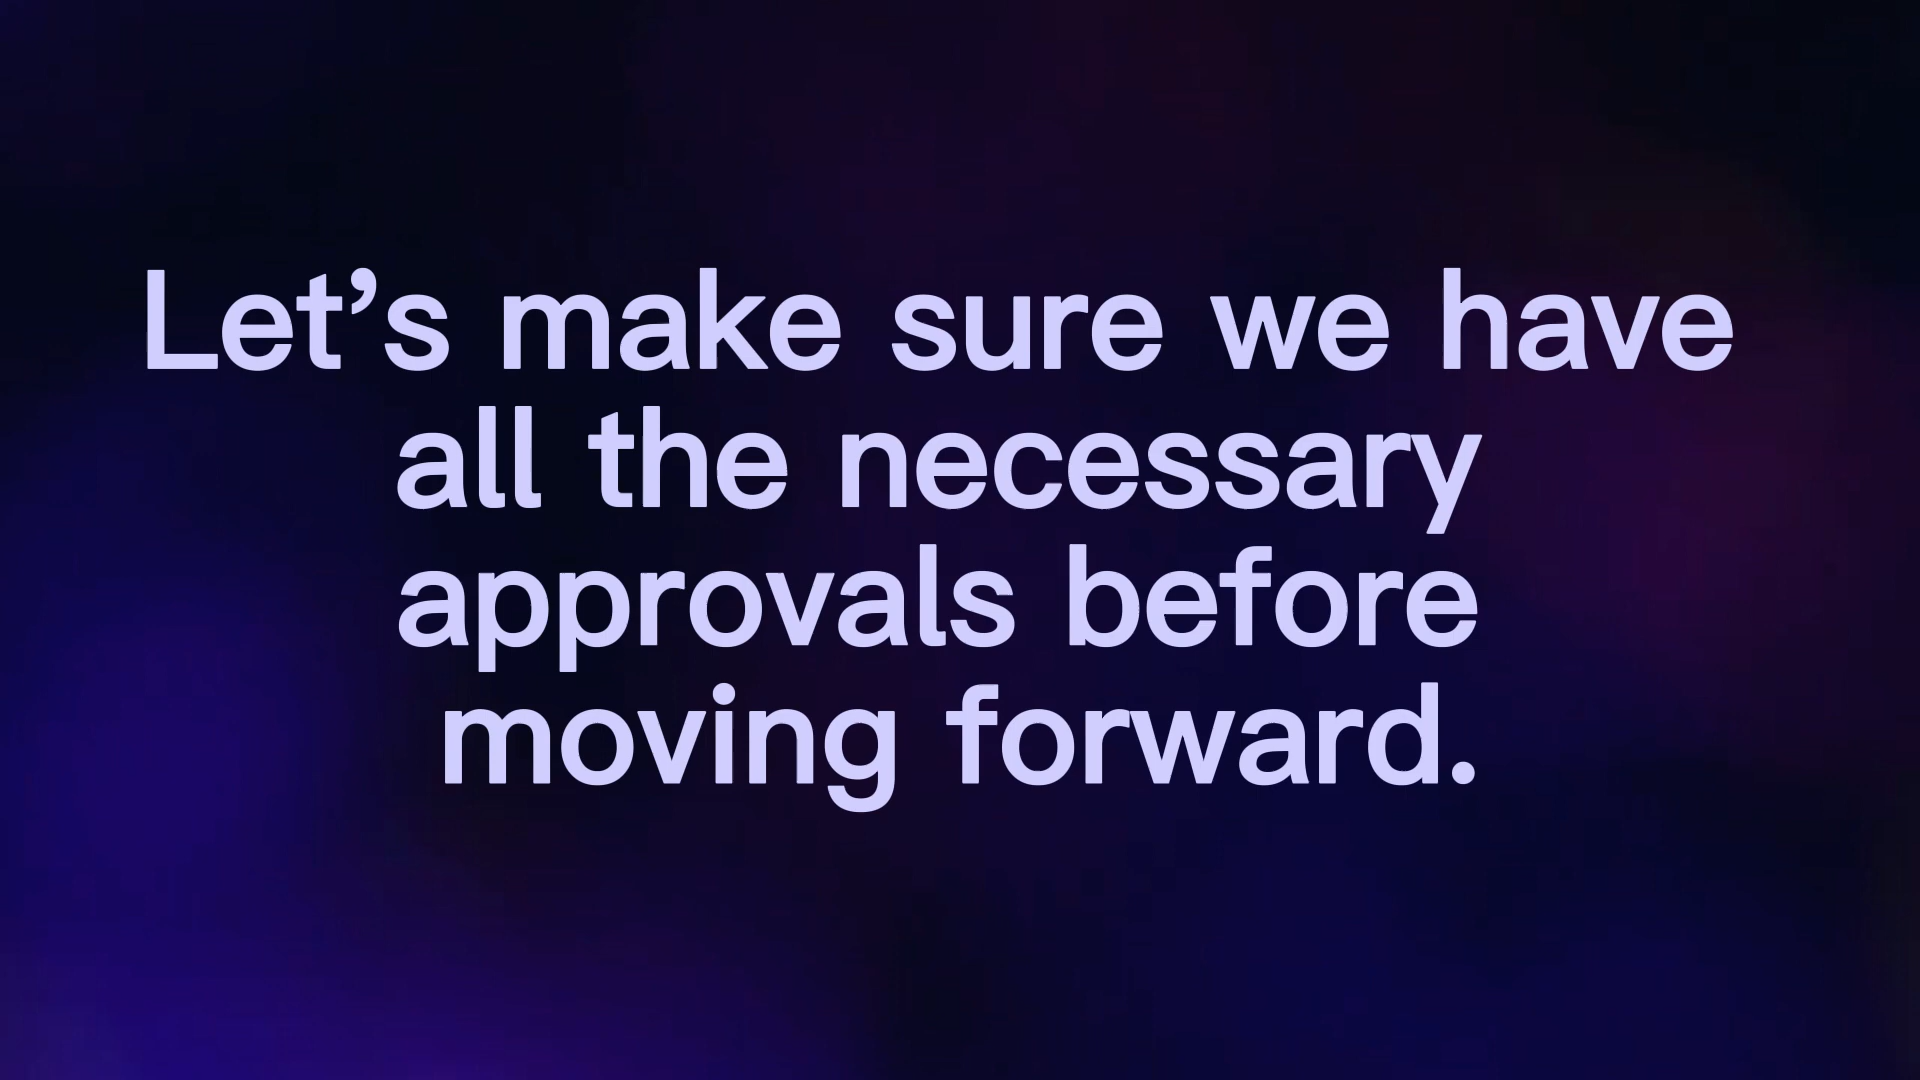 Let’s make sure we have
all the necessary
approvals before
moving forward.